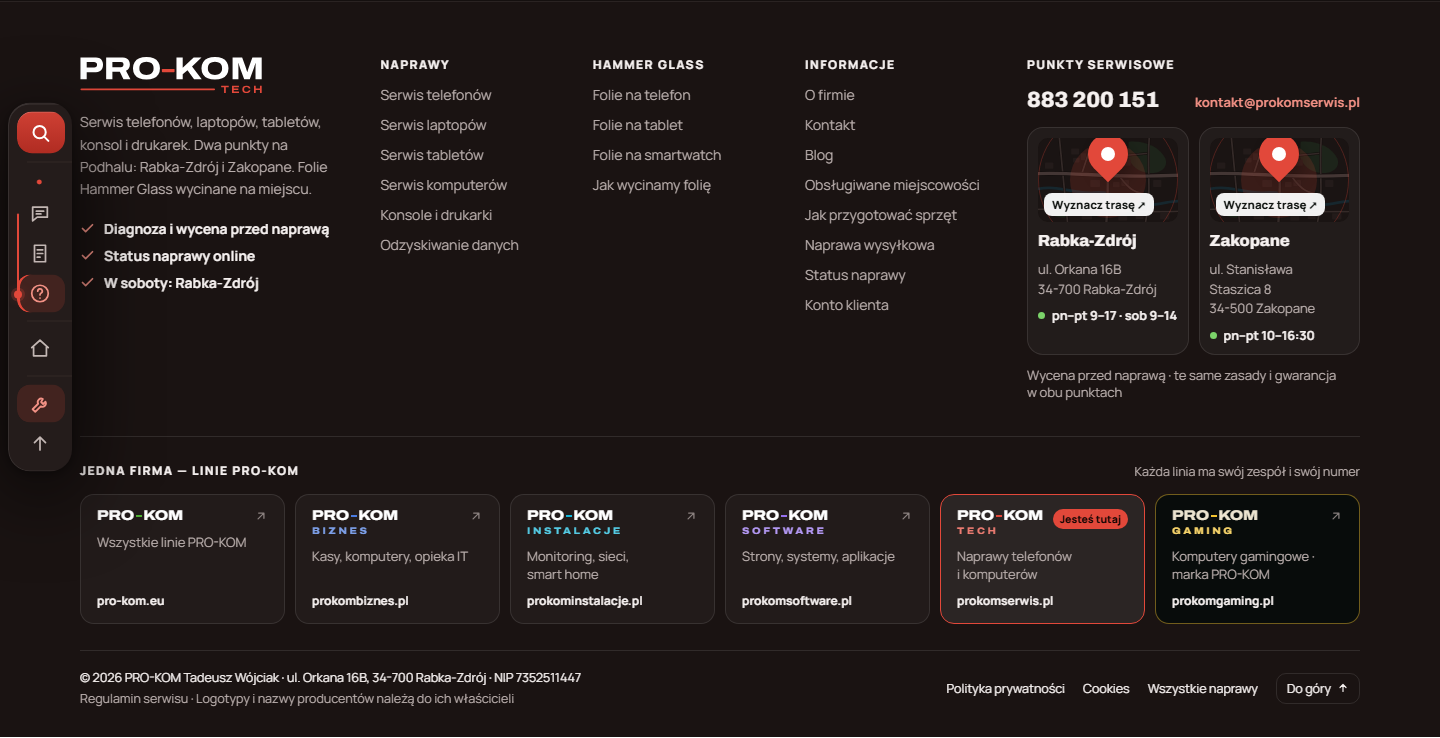 PRO-KOM
TECH
Serwis telefonów, laptopów, tabletów,
konsol i drukarek. Dwa punkty na
Podhalu: Rabka-Zdrój i Zakopane. Folie
Hammer Glass wycinane na miejscu.
Diagnoza i wycena przed naprawą
Status naprawy online
W soboty: Rabka-Zdrój
NAPRAWY
Serwis telefonów
Serwis laptopów
Serwis tabletów
Serwis komputerów
Konsole i drukarki
Odzyskiwanie danych
HAMMER GLASS
Folie na telefon
Folie na tablet
Folie na smartwatch
Jak wycinamy folię
INFORMACJE
O firmie
Kontakt
Blog
Obsługiwane miejscowości
Jak przygotować sprzęt
Naprawa wysyłkowa
Status naprawy
Konto klienta
PUNKTY SERWISOWE
883 200 151
kontakt@prokomserwis.pl
Wyznacz trasę ↗
Rabka-Zdrój
ul. Orkana 16B
34-700 Rabka-Zdrój
pn–pt 9–17 · sob 9–14
Wyznacz trasę ↗
Zakopane
ul. Stanisława
Staszica 8
34-500 Zakopane
pn–pt 10–16:30
Wycena przed naprawą · te same zasady i gwarancja
w obu punktach
JEDNA FIRMA — LINIE PRO-KOM
Każda linia ma swój zespół i swój numer
PRO-KOM
Wszystkie linie PRO-KOM
pro-kom.eu
PRO-KOM
BIZNES
Kasy, komputery, opieka IT
prokombiznes.pl
PRO-KOM
INSTALACJE
Monitoring, sieci,
smart home
prokominstalacje.pl
PRO-KOM
SOFTWARE
Strony, systemy, aplikacje
prokomsoftware.pl
PRO-KOM
TECH
Jesteś tutaj
Naprawy telefonów
i komputerów
prokomserwis.pl
PRO-KOM
GAMING
Komputery gamingowe ·
marka PRO-KOM
prokomgaming.pl
© 2026 PRO-KOM Tadeusz Wójciak · ul. Orkana 16B, 34-700 Rabka-Zdrój · NIP 7352511447
Regulamin serwisu · Logotypy i nazwy producentów należą do ich właścicieli
Polityka prywatności
Cookies
Wszystkie naprawy
Do góry ↑